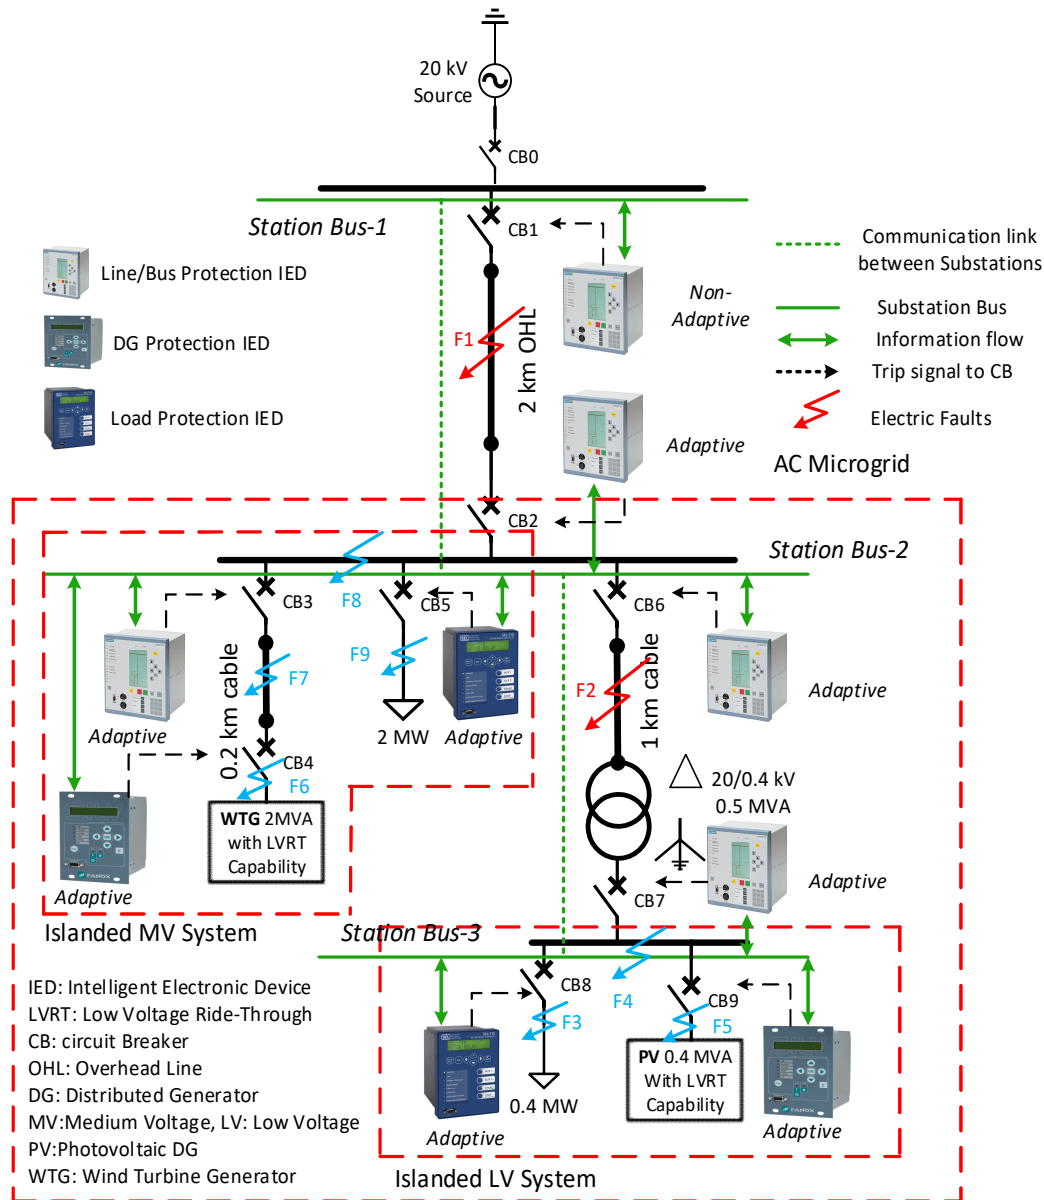 20 kV
Source
CB0
Station Bus-1
CB1
Line/Bus Protection IED
DG Protection IED
Load Protection IED
F1
2 km OHL
Non-
Adaptive
Adaptive
Communication link
between Substations
Substation Bus
Information flow
Trip signal to CB
Electric Faults
AC Microgrid
CB2
Station Bus-2
CB3
F8
CB5
CB6
F7
F9
0.2 km cable
F2
1 km cable
Adaptive
2 MW
Adaptive
Adaptive
CB4
F6
WTG 2MVA
with LVRT
Capability
20/0.4 kV
0.5 MVA
Adaptive
Adaptive
CB7
Islanded MV System
Station Bus-3
CB8
F3
F4
CB9
F5
PV 0.4 MVA
With LVRT
Capability
0.4 MW
Adaptive
Adaptive
Islanded LV System
IED: Intelligent Electronic Device
LVRT: Low Voltage Ride-Through
CB: circuit Breaker
OHL: Overhead Line
DG: Distributed Generator
MV:Medium Voltage, LV: Low Voltage
PV:Photovoltaic DG
WTG: Wind Turbine Generator